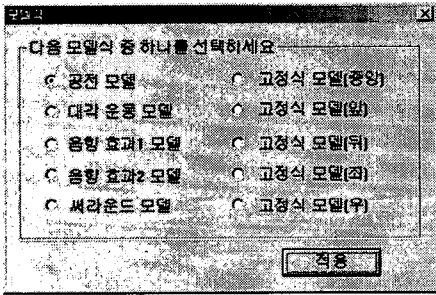 다음 모델식 중 하나를 선택하세요
공전 모델
대각 운동 모델
음향 효과1 모델
음향 효과2 모델
써라운드 모델
고정식 모델(중앙)
고정식 모델(앞)
고정식 모델(뒤)
고정식 모델(좌)
고정식 모델(우)
적용